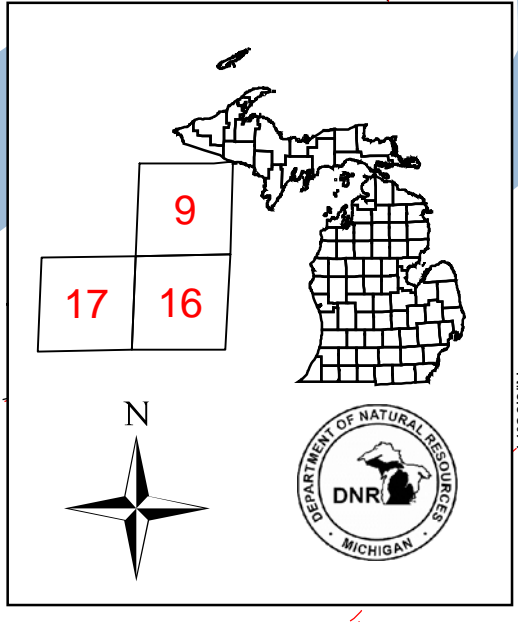 9
17 16
N
DEPARTMENT OF NATURAL RESOURCES
DNR
MICHIGAN